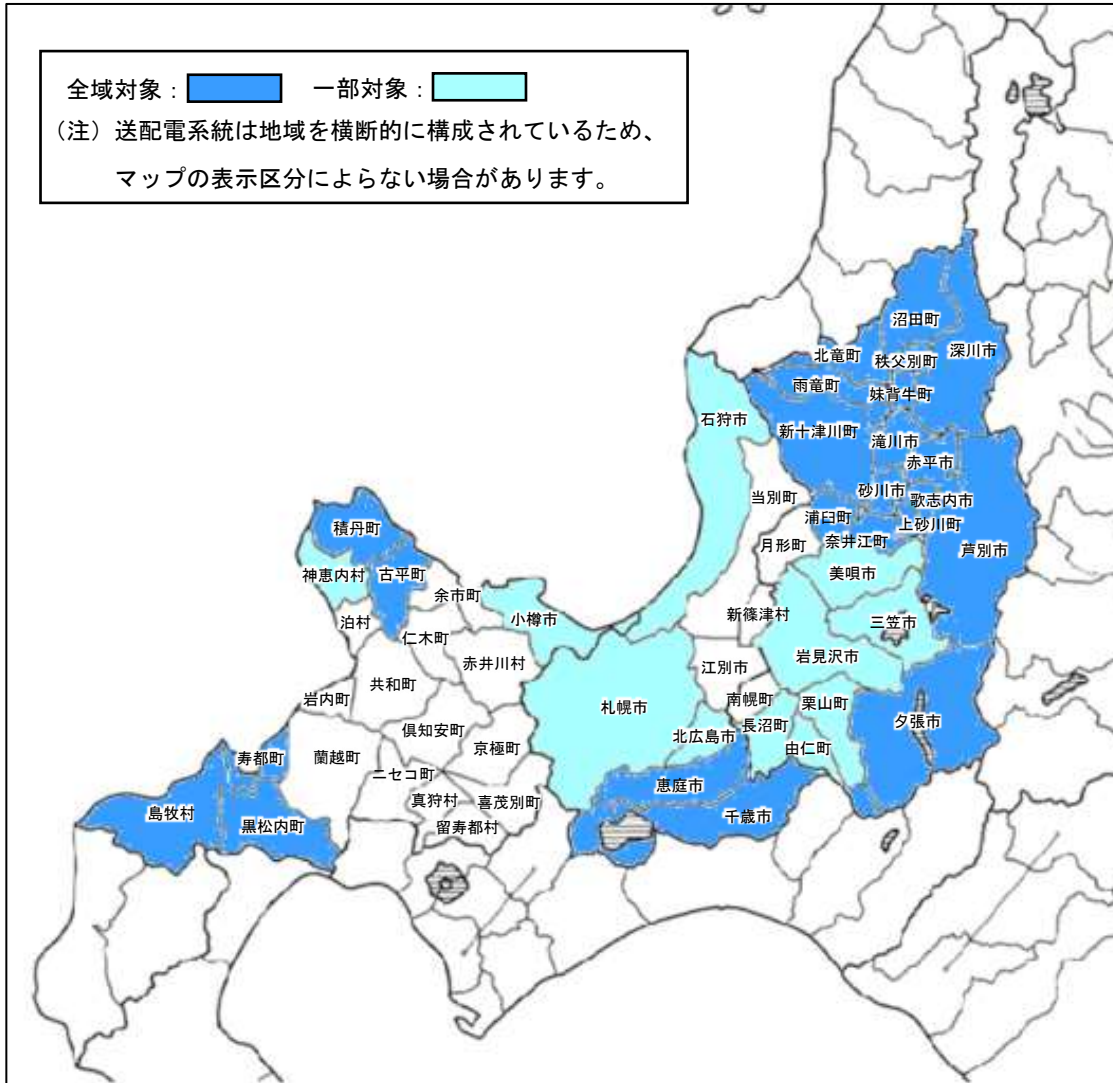 全域対象： 一部対象：
（注）送配電系統は地域を横断的に構成されているため、
マップの表示区分によらない場合があります。
沼田町
北竜町
秩父別町
深川市
雨竜町
妹背牛町
石狩市
新十津川町
滝川市
赤平市
当別町
砂川市
歌志内市
浦臼町
上砂川町
積丹町
月形町
奈井江町
芦別市
神恵内村
古平町
美唄市
余市町
泊村
小樽市
新篠津村
三笠市
仁木町
赤井川村
岩見沢市
江別市
共和町
岩内町
南幌町
栗山町
札幌市
夕張市
倶知安町
長沼町
北広島市
京極町
由仁町
寿都町
蘭越町
ニセコ町
恵庭市
真狩村
喜茂別町
島牧村
千歳市
黒松内町
留寿都村